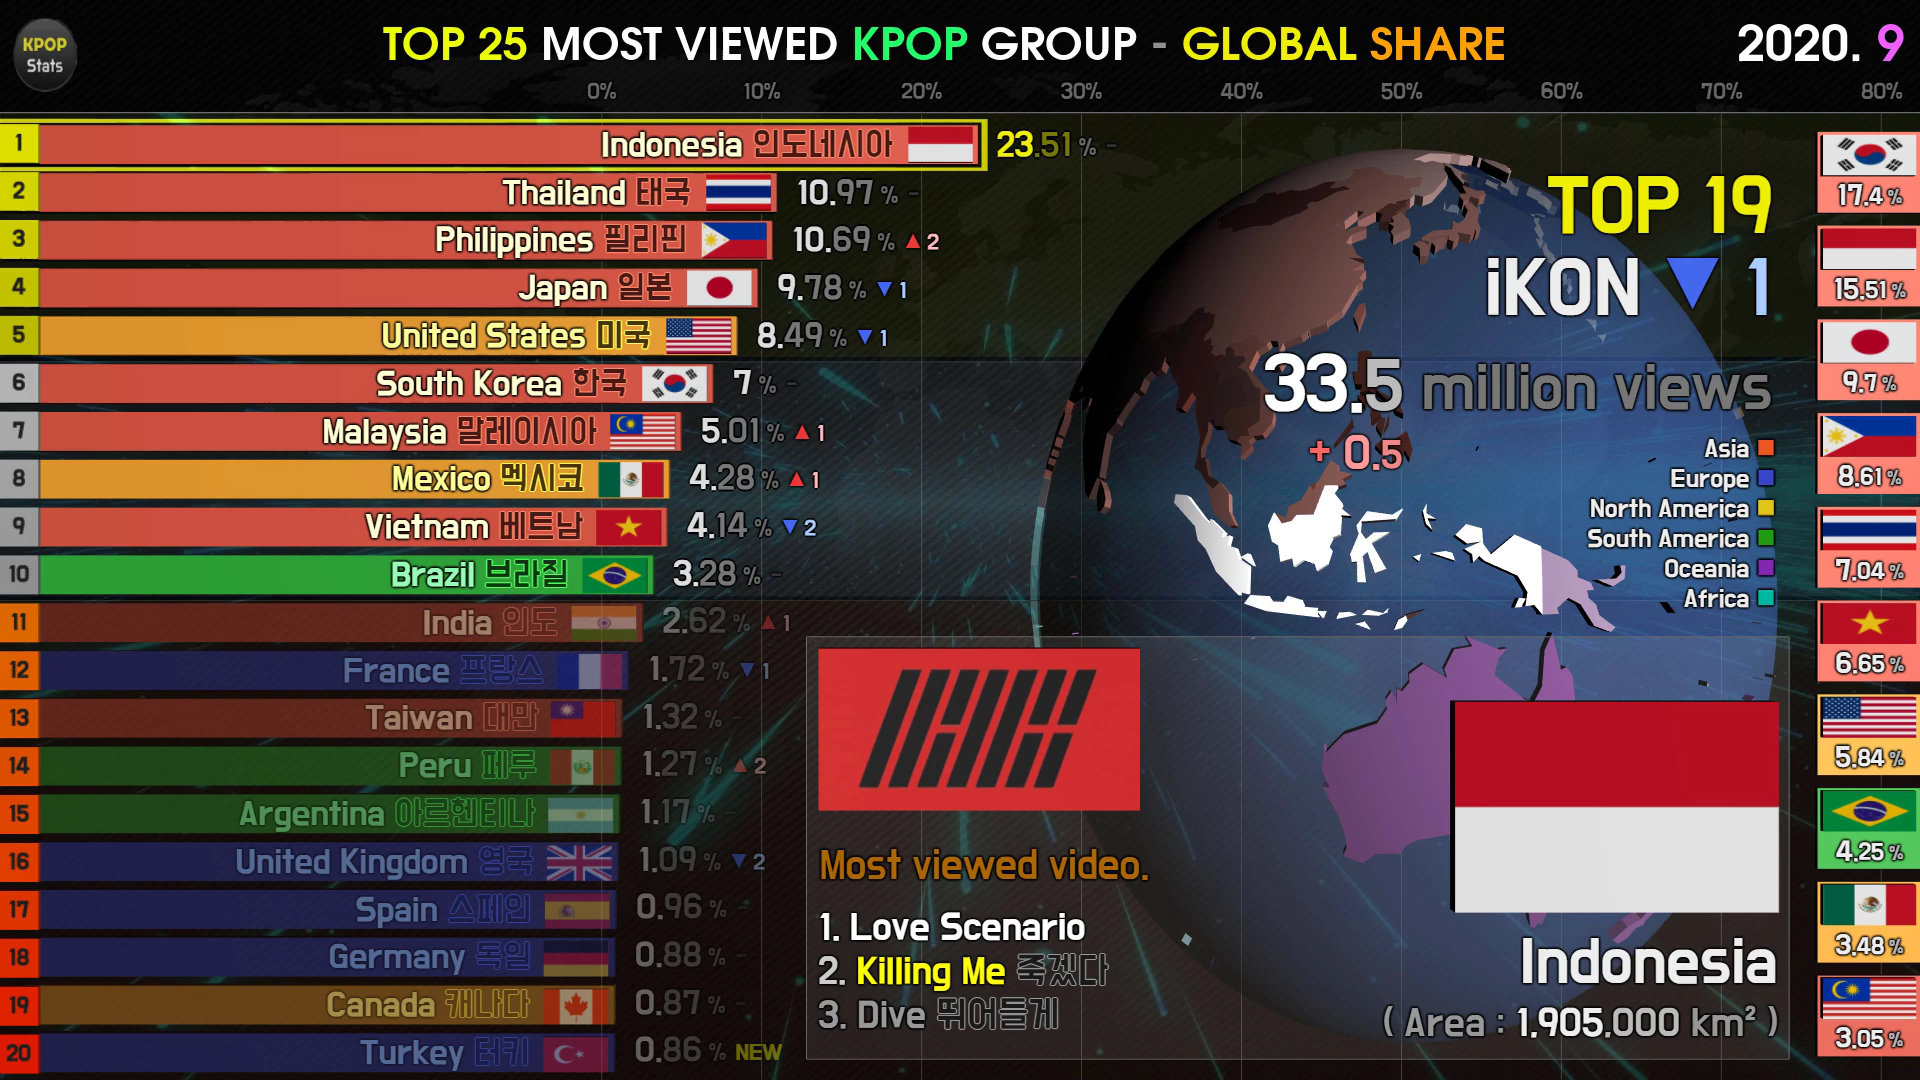 KPOP
Stats
TOP 25 MOST VIEWED KPOP GROUP - GLOBAL SHARE
2020. 9
0% 10% 20% 30% 40% 50% 60% 70% 80%
1 Indonesia 인도네시아 23.51 % -
2 Thailand 태국 10.97 % -
3 Philippines 필리핀 10.69 % ▲ 2
4 Japan 일본 9.78 % ▼ 1
5 United States 미국 8.49 % ▼ 1
6 South Korea 한국 7 % -
7 Malaysia 말레이시아 5.01 % ▲ 1
8 Mexico 멕시코 4.28 % ▲ 1
9 Vietnam 베트남 4.14 % ▼ 2
10 Brazil 브라질 3.28 % -
11 India 인도 2.62 % ▲ 1
12 France 프랑스 1.72 % ▼ 1
13 Taiwan 대만 1.32 % -
14 Peru 페루 1.27 % ▲ 2
15 Argentina 아르헨티나 1.17 % -
16 United Kingdom 영국 1.09 % ▼ 2
17 Spain 스페인 0.96 % -
18 Germany 독일 0.88 % -
19 Canada 캐나다 0.87 % -
20 Turkey 터키 0.86 % NEW
TOP 19
iKON ▼ 1
33.5 million views
+ 0.5
Asia
Europe
North America
South America
Oceania
Africa
Most viewed video.
1. Love Scenario
2. Killing Me 죽겠다
3. Dive 뛰어들게
Indonesia
( Area : 1,905,000 km² )
17.4 %
15.51 %
9.7 %
8.61 %
7.04 %
6.65 %
5.84 %
4.25 %
3.48 %
3.05 %